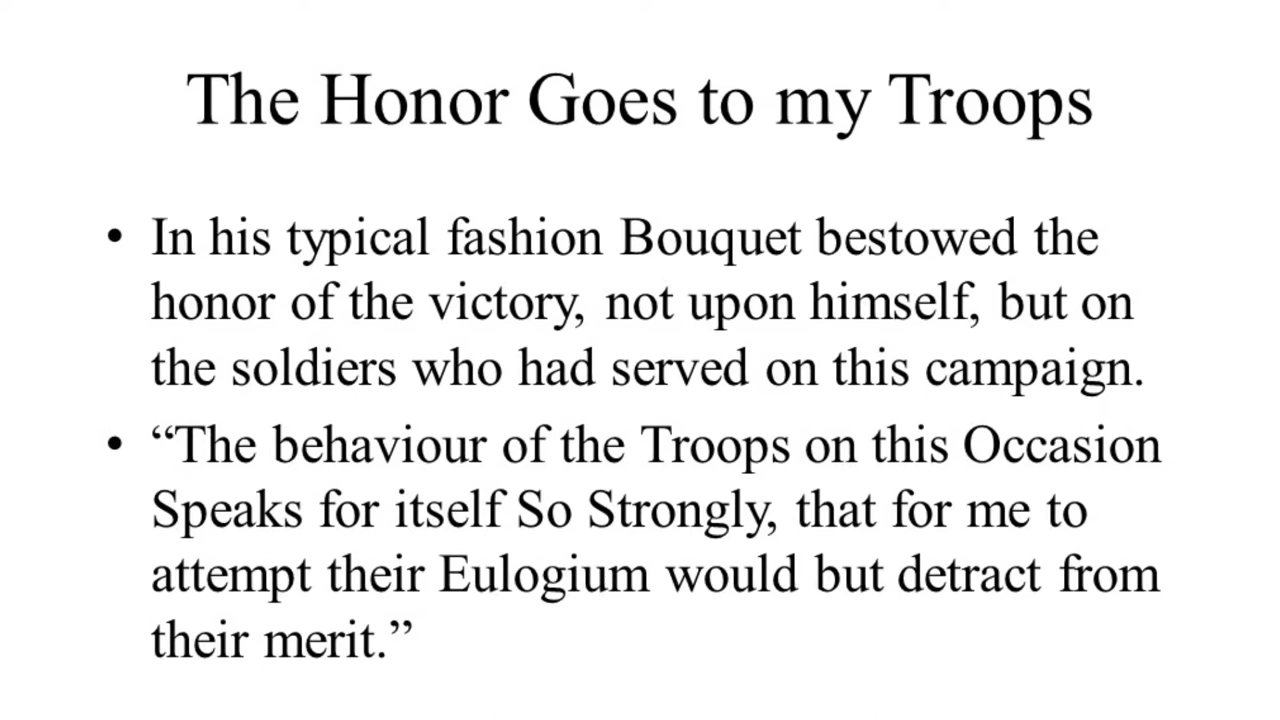 The Honor Goes to my Troops
• In his typical fashion Bouquet bestowed the
honor of the victory, not upon himself, but on
the soldiers who had served on this campaign.
• “The behaviour of the Troops on this Occasion
Speaks for itself So Strongly, that for me to
attempt their Eulogium would but detract from
their merit.”